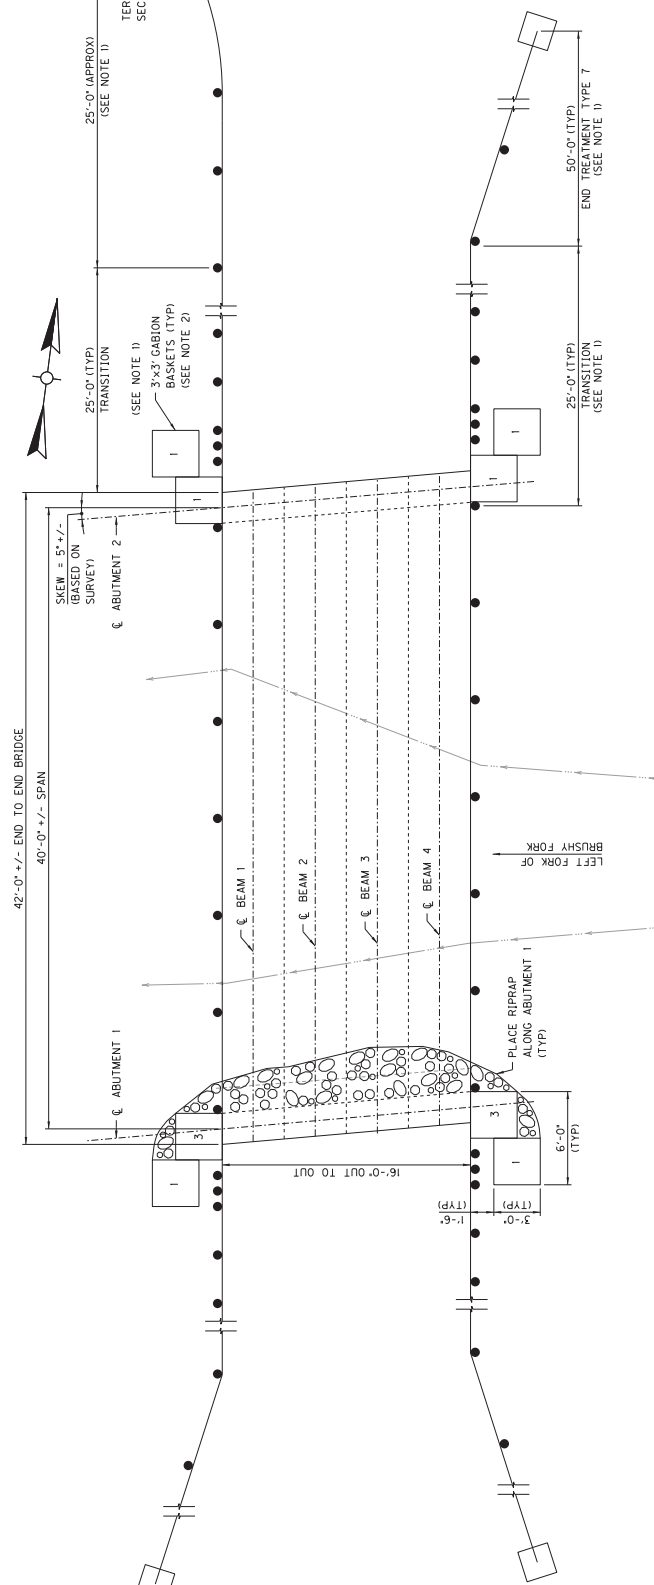 TER
SEC
25'-0" (APPROX)
(SEE NOTE 1)
25'-0" (TYP)
TRANSITION
(SEE NOTE 1)
3'x3' GABION
BASKETS (TYP)
(SEE NOTE 2)
50'-0" (TYP)
END TREATMENT TYPE 7
(SEE NOTE 1)
25'-0" (TYP)
TRANSITION
(SEE NOTE 1)
1
1
1
1
SKEW = 5°+/-
(BASED ON
SURVEY)
℄ ABUTMENT 2
42'-0" +/- END TO END BRIDGE
40'-0" +/- SPAN
℄ BEAM 1
℄ BEAM 2
℄ BEAM 3
℄ BEAM 4
LEFT FORK OF
BRUSHY FORK
℄ ABUTMENT 1
PLACE RIPRAP
ALONG ABUTMENT 1
(TYP)
3
1
3
1
16'-0" OUT TO OUT
6'-0"
(TYP)
1'-6"
(TYP)
3'-0"
(TYP)